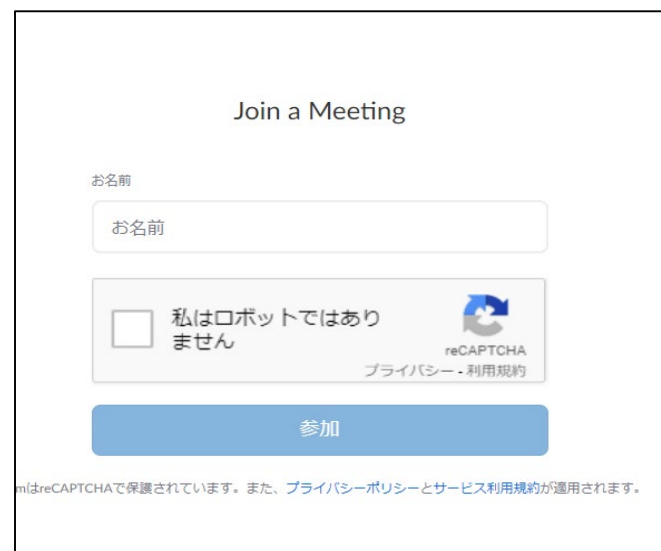 Join a Meeting
お名前
お名前
私はロボットではあり
ません
reCAPTCHA
プライバシー - 利用規約
参加
mはreCAPTCHAで保護されています。また、プライバシーポリシーとサービス利用規約が適用されます。